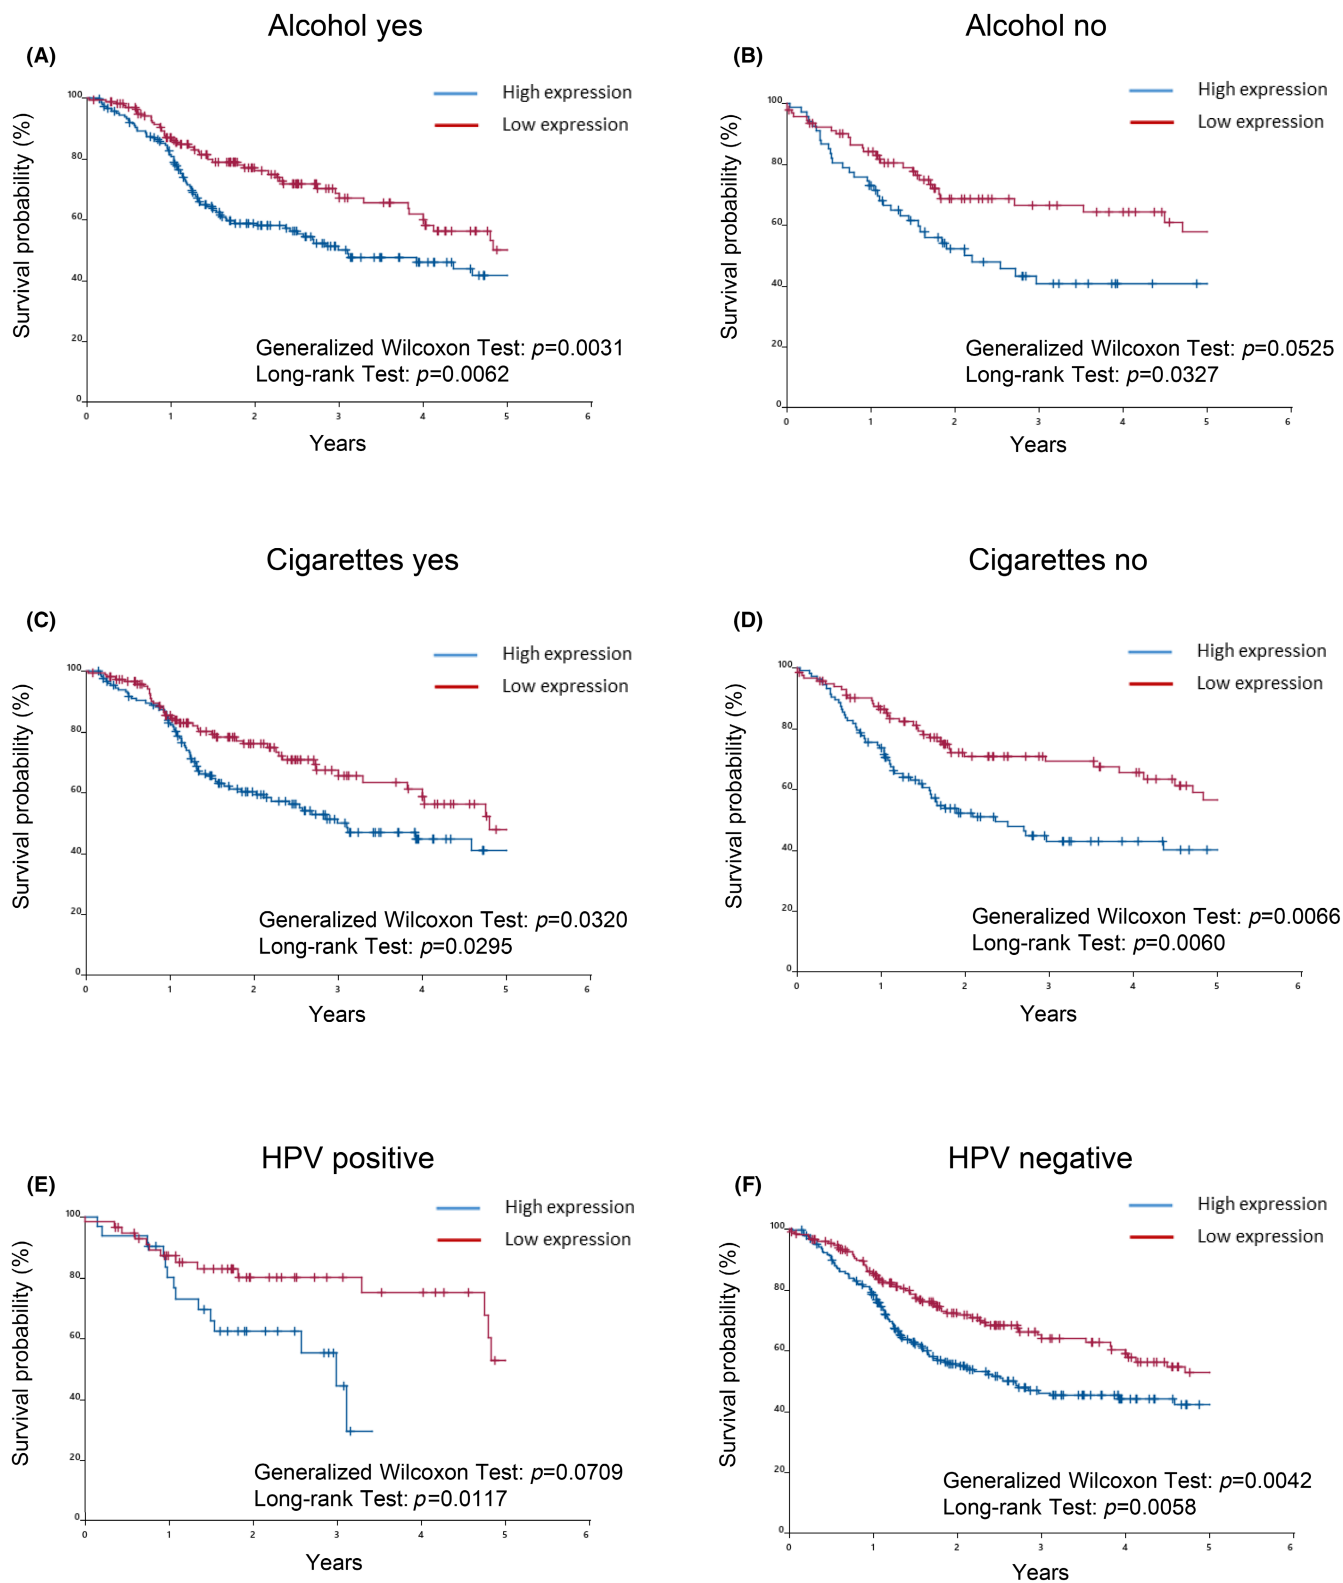 Alcohol yes
(A)
High expression
Low expression
Survival probability (%)
100
80
60
40
20
0
Generalized Wilcoxon Test: p=0.0031
Long-rank Test: p=0.0062
0 1 2 3 4 5 6
Years
Alcohol no
(B)
High expression
Low expression
Survival probability (%)
100
80
60
40
20
0
Generalized Wilcoxon Test: p=0.0525
Long-rank Test: p=0.0327
0 1 2 3 4 5 6
Years
Cigarettes yes
(C)
High expression
Low expression
Survival probability (%)
100
80
60
40
20
0
Generalized Wilcoxon Test: p=0.0320
Long-rank Test: p=0.0295
0 1 2 3 4 5 6
Years
Cigarettes no
(D)
High expression
Low expression
Survival probability (%)
100
80
60
40
20
0
Generalized Wilcoxon Test: p=0.0066
Long-rank Test: p=0.0060
0 1 2 3 4 5 6
Years
HPV positive
(E)
High expression
Low expression
Survival probability (%)
100
80
60
40
20
0
Generalized Wilcoxon Test: p=0.0709
Long-rank Test: p=0.0117
0 1 2 3 4 5 6
Years
HPV negative
(F)
High expression
Low expression
Survival probability (%)
100
80
60
40
20
0
Generalized Wilcoxon Test: p=0.0042
Long-rank Test: p=0.0058
0 1 2 3 4 5 6
Years